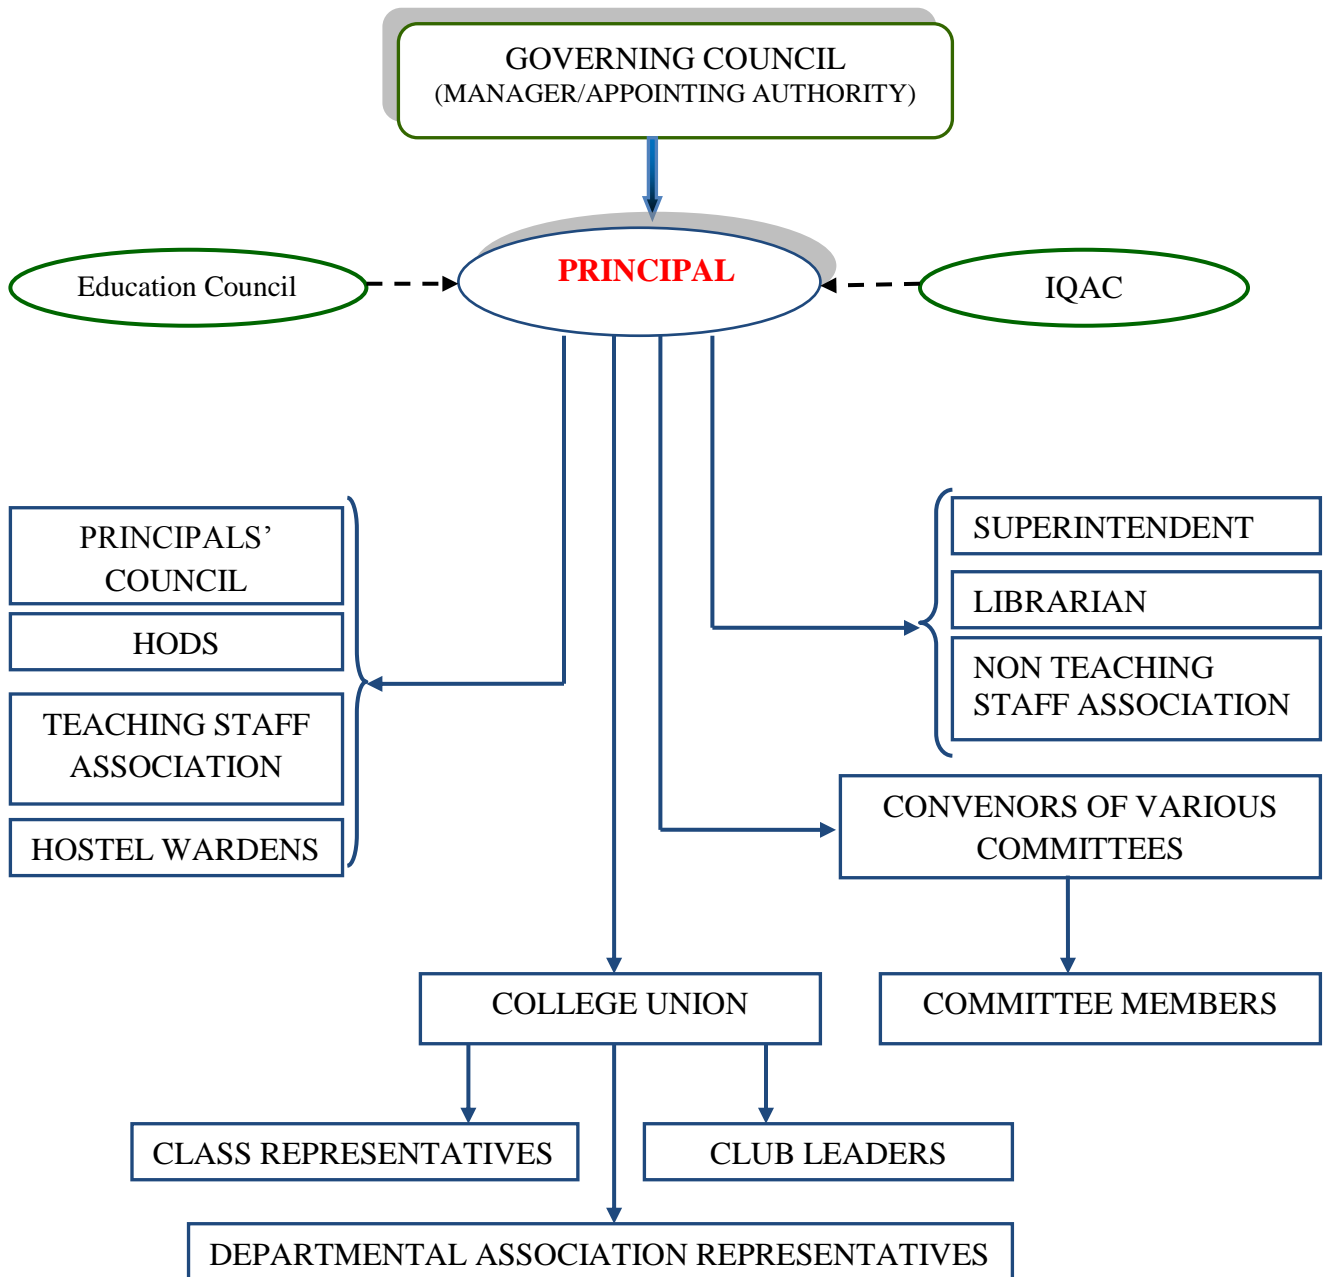 GOVERNING COUNCIL
(MANAGER/APPOINTING AUTHORITY)
PRINCIPAL
Education Council
IQAC
PRINCIPALS’
COUNCIL
HODS
TEACHING STAFF
ASSOCIATION
HOSTEL WARDENS
SUPERINTENDENT
LIBRARIAN
NON TEACHING
STAFF ASSOCIATION
CONVENORS OF VARIOUS
COMMITTEES
COLLEGE UNION
COMMITTEE MEMBERS
CLASS REPRESENTATIVES
CLUB LEADERS
DEPARTMENTAL ASSOCIATION REPRESENTATIVES